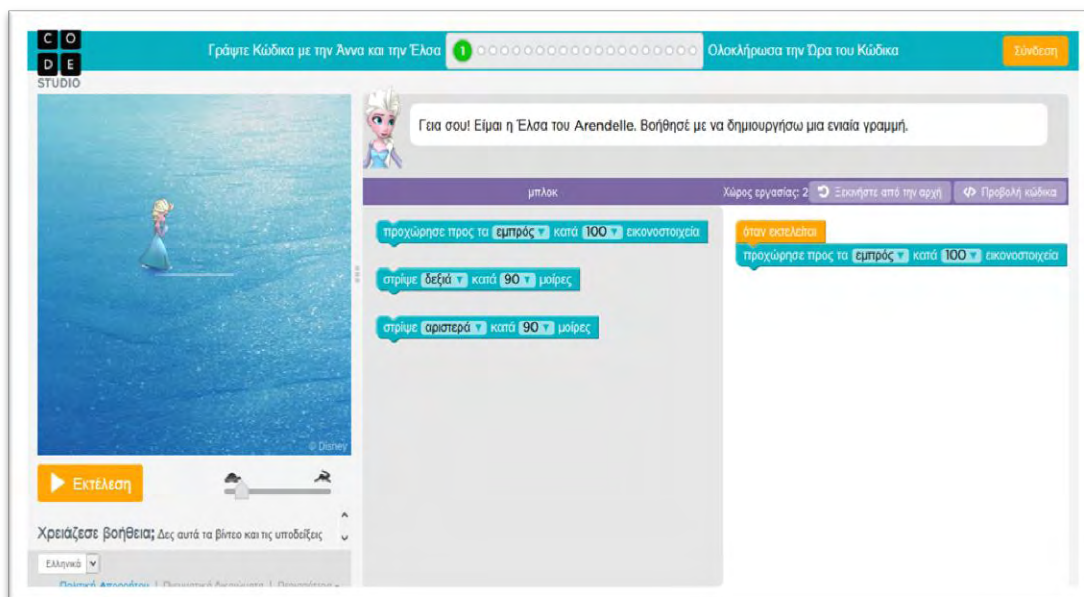 C O
D E
STUDIO
Γράψτε Κώδικα με την Άννα και την Έλσα
1
Ολοκλήρωσα την Ώρα του Κώδικα
Σύνδεση
Γεια σου! Είμαι η Έλσα του Arendelle. Βοήθησέ με να δημιουργήσω μια ενιαία γραμμή.
μπλοκ
Χώρος εργασίας: 2
Ξεκινήστε από την αρχή
Προβολή κώδικα
προχώρησε προς τα εμπρός κατά 100 εικονοστοιχεία
στρίψε δεξιά κατά 90 μοίρες
στρίψε αριστερά κατά 90 μοίρες
όταν εκτελείται
προχώρησε προς τα εμπρός κατά 100 εικονοστοιχεία
© Disney
Εκτέλεση
Χρειάζεσε βοήθεια; Δες αυτά τα βίντεο και τις υποδείξεις
Ελληνικά